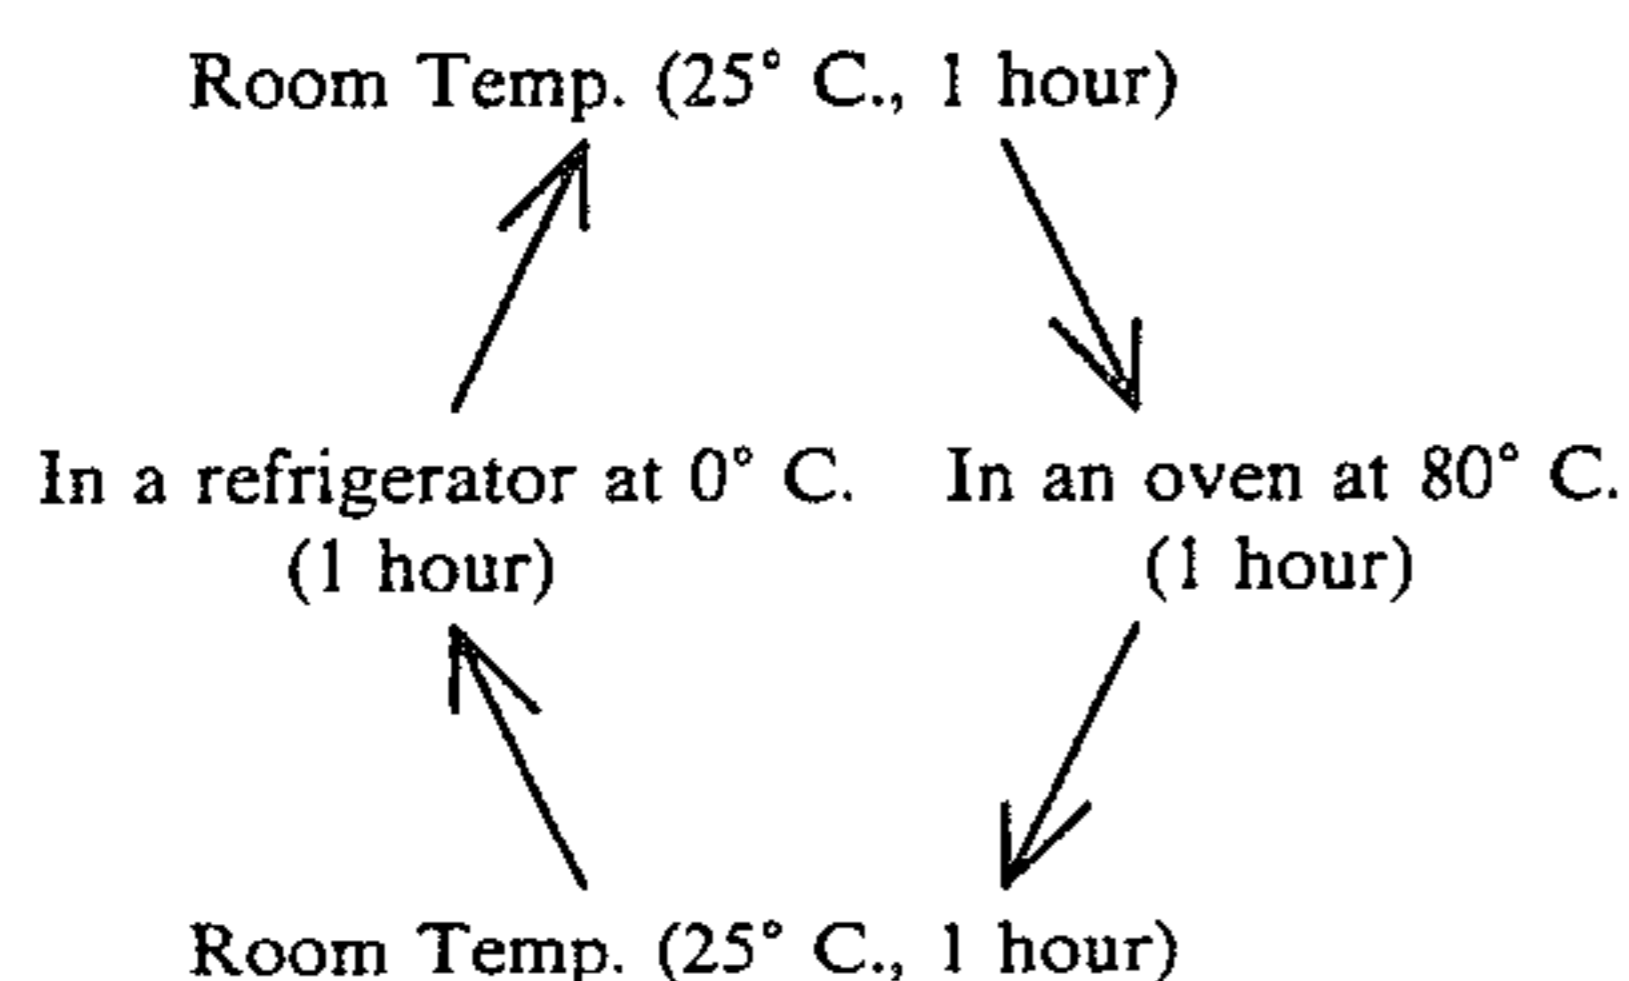 Room Temp. (25° C., 1 hour)
In a refrigerator at 0° C.
(1 hour)
In an oven at 80° C.
(1 hour)
Room Temp. (25° C., 1 hour)